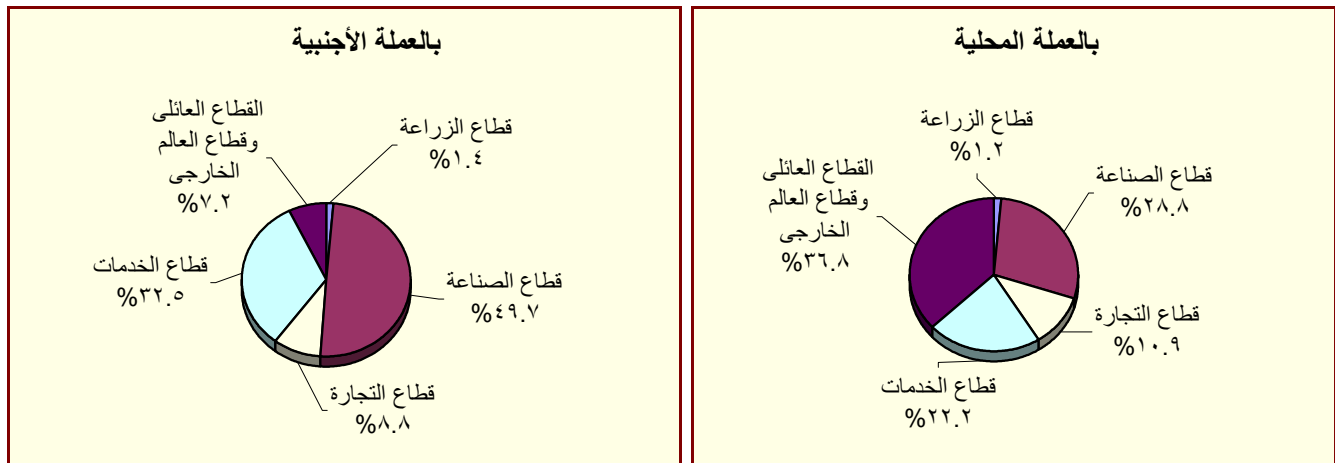 بالعملة المحلية
قطاع الزراعة
%١.٢
قطاع الصناعة
%٢٨.٨
قطاع التجارة
%١٠.٩
قطاع الخدمات
%٢٢.٢
القطاع العائلى
وقطاع العالم
الخارجى
%٣٦.٨
بالعملة الأجنبية
قطاع الزراعة
%١.٤
قطاع الصناعة
%٤٩.٧
قطاع التجارة
%٨.٨
قطاع الخدمات
%٣٢.٥
القطاع العائلى
وقطاع العالم
الخارجى
%٧.٢